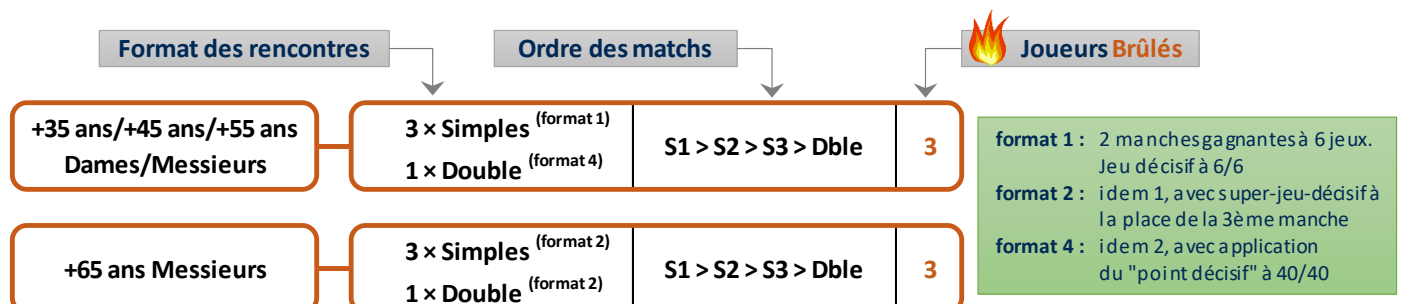 Format des rencontres
Ordre des matchs
Joueurs Brûlés
+35 ans/+45 ans/+55 ans
Dames/Messieurs
3 × Simples (format 1)
1 × Double (format 4)
S1 > S2 > S3 > Dble
3
+65 ans Messieurs
3 × Simples (format 2)
1 × Double (format 2)
S1 > S2 > S3 > Dble
3
format 1 : 2 manches gagnantes à 6 jeux.
Jeu décisif à 6/6
format 2 : idem 1, avec super-jeu-décisif à
la place de la 3ème manche
format 4 : idem 2, avec application
du "point décisif" à 40/40